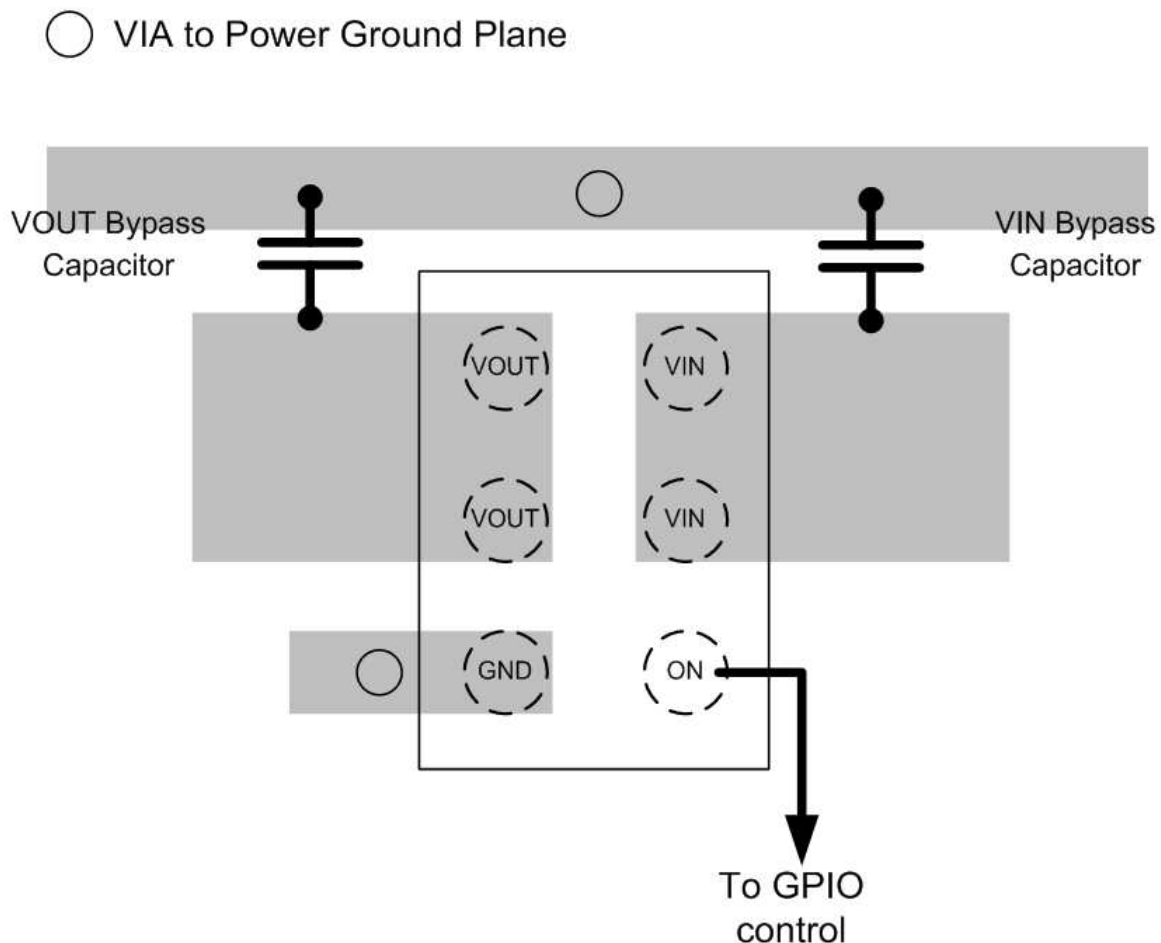 VIA to Power Ground Plane
VOUT Bypass
Capacitor
VIN Bypass
Capacitor
VOUT
VIN
VOUT
VIN
GND
ON
To GPIO
control